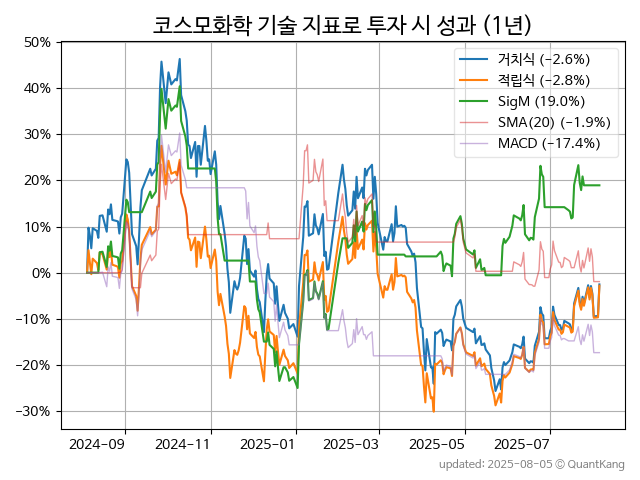 코스모화학 기술 지표로 투자 시 성과 (1년)
50%
40%
30%
20%
10%
0%
−10%
−20%
−30%
거치식 (−2.6%)
적립식 (−2.8%)
SigM (19.0%)
SMA(20) (−1.9%)
MACD (−17.4%)
2024-09 2024-11 2025-01 2025-03 2025-05 2025-07
updated: 2025-08-05 ⓒ QuantKang